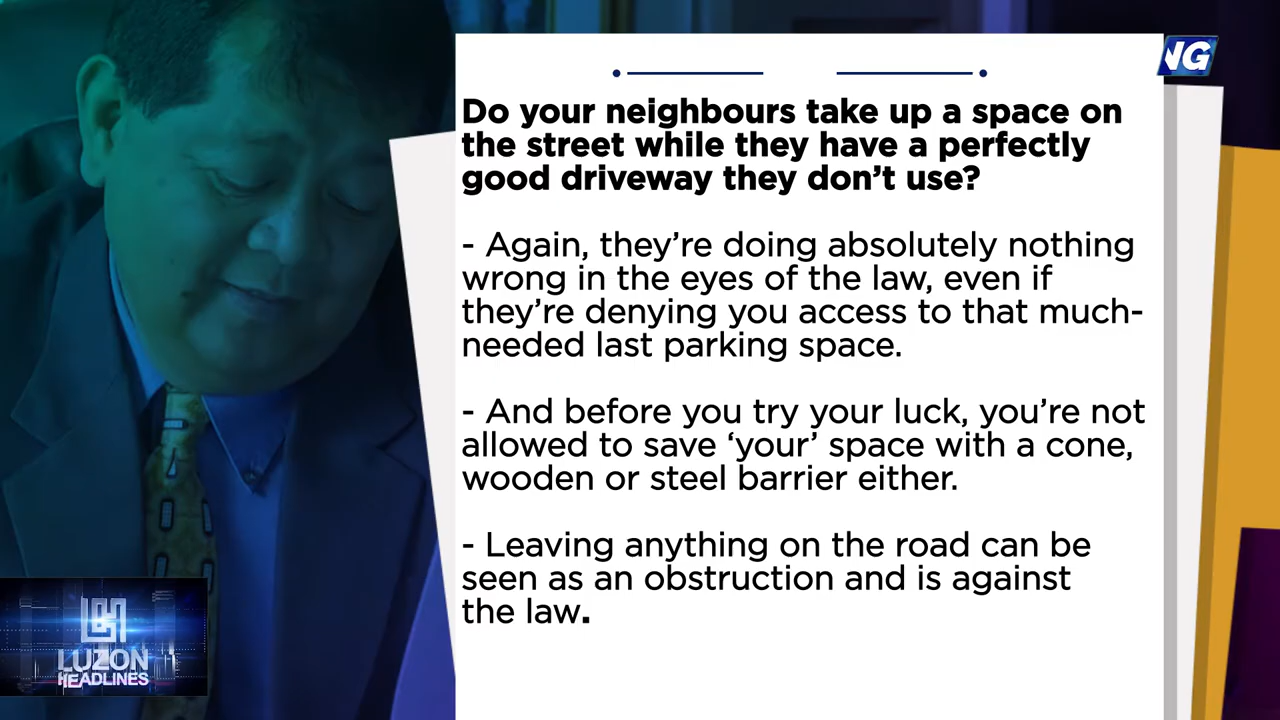 NG
Do your neighbours take up a space on
the street while they have a perfectly
good driveway they don’t use?
- Again, they’re doing absolutely nothing
wrong in the eyes of the law, even if
they’re denying you access to that much-
needed last parking space.
- And before you try your luck, you’re not
allowed to save ‘your’ space with a cone,
wooden or steel barrier either.
- Leaving anything on the road can be
seen as an obstruction and is against
the law.
LUZON
HEADLINES